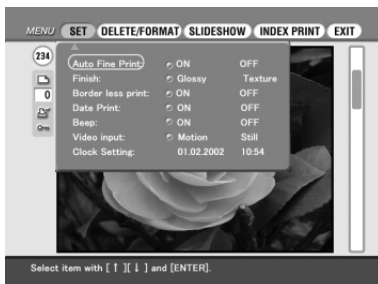 MENU SET DELETE/FORMAT SLIDESHOW INDEX PRINT EXIT
234
0
Auto Fine Print: ON OFF
Finish: Glossy Texture
Border less print: ON OFF
Date Print: ON OFF
Beep: ON OFF
Video input: Motion Still
Clock Setting: 01.02.2002 10:54
Select item with [↑][↓] and [ENTER].